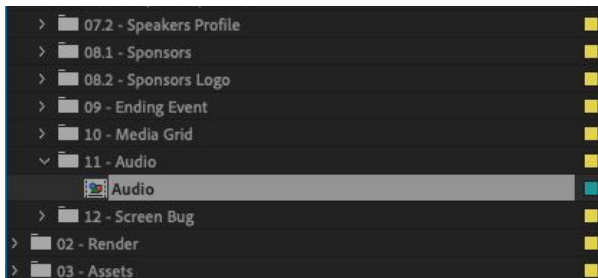 07.2 - Speakers Profile
08.1 - Sponsors
08.2 - Sponsors Logo
09 - Ending Event
10 - Media Grid
11 - Audio
Audio
12 - Screen Bug
02 - Render
03 - Assets